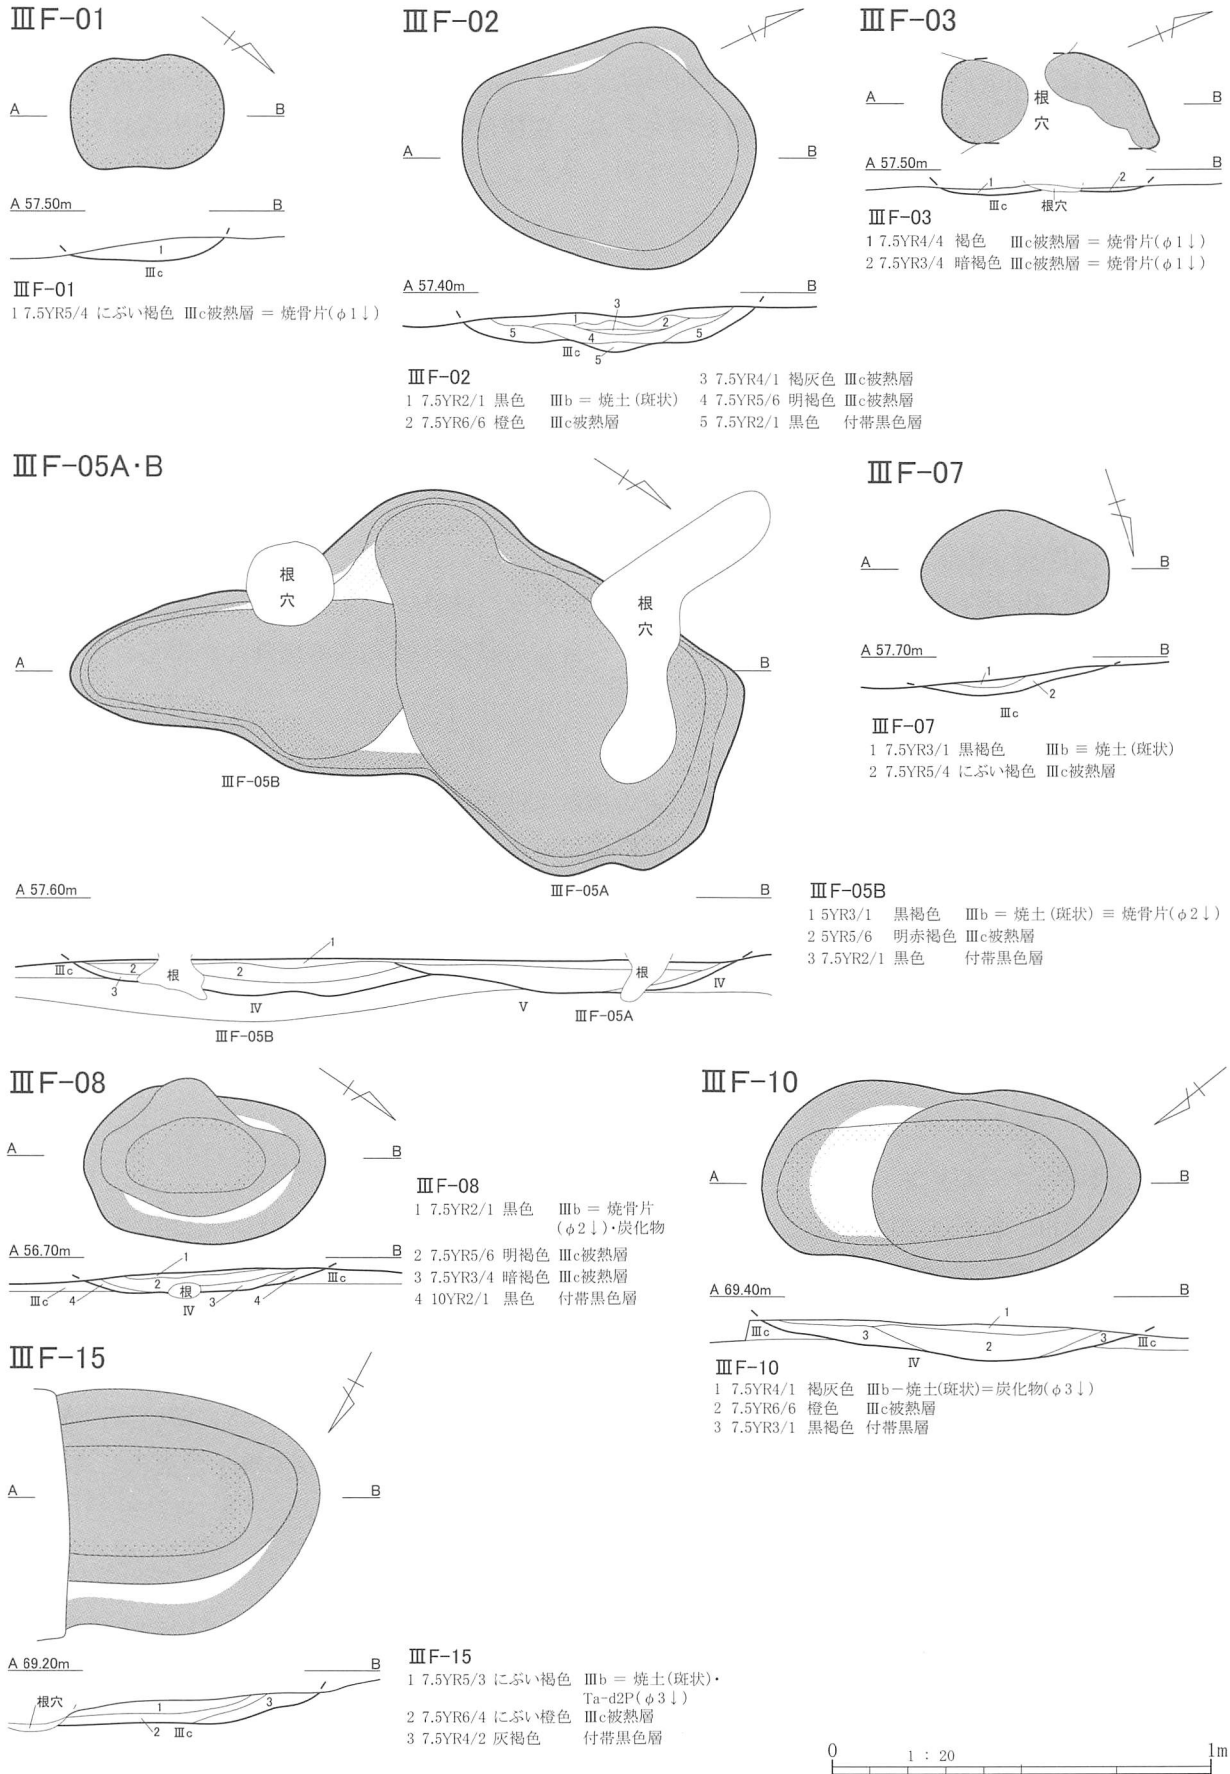 ⅢF-01
A B
A 57.50m B
1
Ⅲc
ⅢF-01
1 7.5YR5/4 にぶい褐色 Ⅲc被熱層 = 焼骨片(φ1↓)
ⅢF-02
A B
A 57.40m B
3
1 2
5 4 5
Ⅲc 5
ⅢF-02
1 7.5YR2/1 黒色 Ⅲb = 焼土(斑状)
2 7.5YR6/6 橙色 Ⅲc被熱層
3 7.5YR4/1 褐灰色 Ⅲc被熱層
4 7.5YR5/6 明褐色 Ⅲc被熱層
5 7.5YR2/1 黒色 付帯黒色層
ⅢF-03
A 根穴 B
A 57.50m B
1 2
Ⅲc 根穴
ⅢF-03
1 7.5YR4/4 褐色 Ⅲc被熱層 = 焼骨片(φ1↓)
2 7.5YR3/4 暗褐色 Ⅲc被熱層 = 焼骨片(φ1↓)
ⅢF-05A・B
根穴
根穴
A B
ⅢF-05B
ⅢF-05A
A 57.60m B
1
Ⅲc 2 根 2 根
3 Ⅳ Ⅴ Ⅳ
ⅢF-05B ⅢF-05A
ⅢF-07
A B
A 57.70m B
1
2
Ⅲc
ⅢF-07
1 7.5YR3/1 黒褐色 Ⅲb ≡ 焼土(斑状)
2 7.5YR5/4 にぶい褐色 Ⅲc被熱層
ⅢF-05B
1 5YR3/1 黒褐色 Ⅲb = 焼土(斑状) ≡ 焼骨片(φ2↓)
2 5YR5/6 明赤褐色 Ⅲc被熱層
3 7.5YR2/1 黒色 付帯黒色層
ⅢF-08
A B
A 56.70m B
1
2 Ⅲc
Ⅲc 4 根 3 4
Ⅳ
ⅢF-08
1 7.5YR2/1 黒色 Ⅲb = 焼骨片
(φ2↓)・炭化物
2 7.5YR5/6 明褐色 Ⅲc被熱層
3 7.5YR3/4 暗褐色 Ⅲc被熱層
4 10YR2/1 黒色 付帯黒色層
ⅢF-10
A B
A 69.40m B
1
Ⅲc 3 2 3 Ⅲc
Ⅳ
ⅢF-10
1 7.5YR4/1 褐灰色 Ⅲb－焼土(斑状)=炭化物(φ3↓)
2 7.5YR6/6 橙色 Ⅲc被熱層
3 7.5YR3/1 黒褐色 付帯黒層
ⅢF-15
A B
A 69.20m B
根穴 1 3
2 Ⅲc
ⅢF-15
1 7.5YR5/3 にぶい褐色 Ⅲb = 焼土(斑状)・
Ta-d2P(φ3↓)
2 7.5YR6/4 にぶい橙色 Ⅲc被熱層
3 7.5YR4/2 灰褐色 付帯黒色層
0 1：20 1m